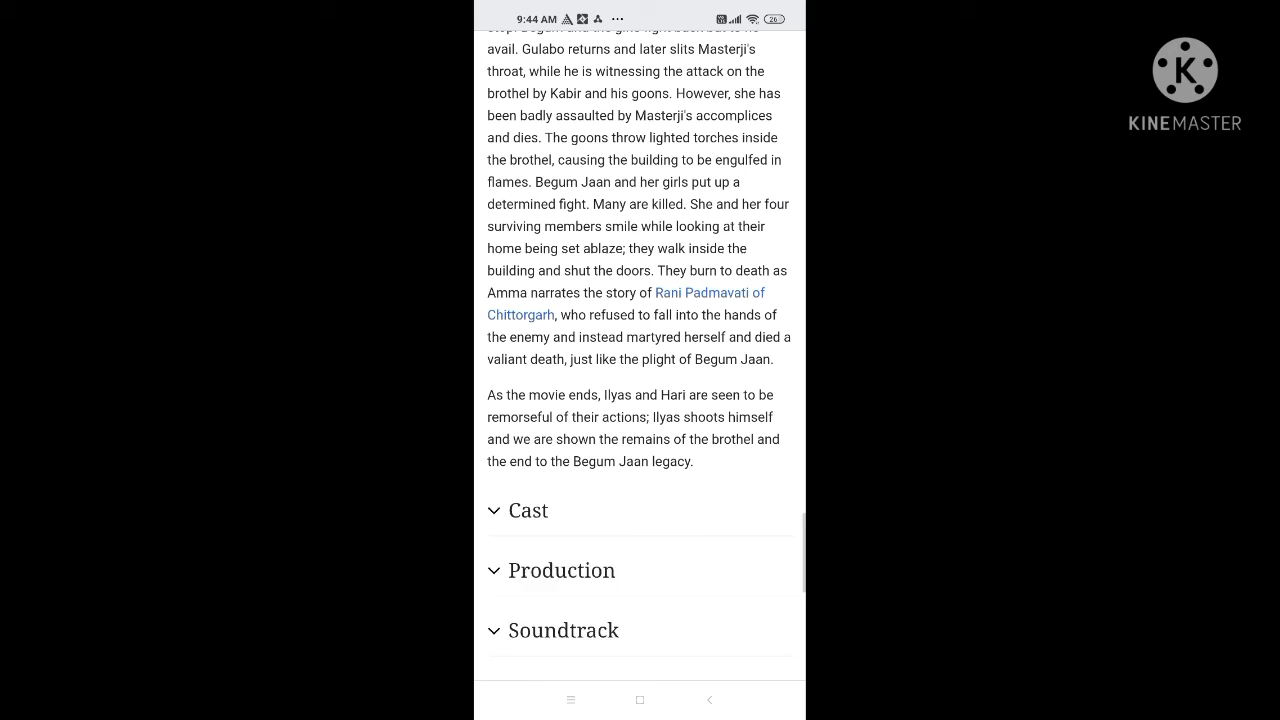 9:44 AM
26
avail. Gulabo returns and later slits Masterji's
throat, while he is witnessing the attack on the
brothel by Kabir and his goons. However, she has
been badly assaulted by Masterji's accomplices
and dies. The goons throw lighted torches inside
the brothel, causing the building to be engulfed in
flames. Begum Jaan and her girls put up a
determined fight. Many are killed. She and her four
surviving members smile while looking at their
home being set ablaze; they walk inside the
building and shut the doors. They burn to death as
Amma narrates the story of Rani Padmavati of
Chittorgarh, who refused to fall into the hands of
the enemy and instead martyred herself and died a
valiant death, just like the plight of Begum Jaan.
As the movie ends, Ilyas and Hari are seen to be
remorseful of their actions; Ilyas shoots himself
and we are shown the remains of the brothel and
the end to the Begum Jaan legacy.
Cast
Production
Soundtrack
K
KINEMASTER